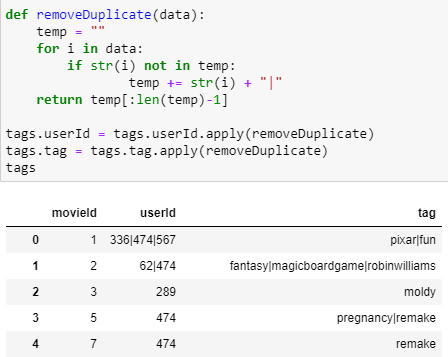 def removeDuplicate(data):
    temp = ""
    for i in data:
        if str(i) not in temp:
                temp += str(i) + "|"
    return temp[:len(temp)-1]

tags.userId = tags.userId.apply(removeDuplicate)
tags.tag = tags.tag.apply(removeDuplicate)
tags
movieId userId tag
0 1 336|474|567 pixar|fun
1 2 62|474 fantasy|magicboardgame|robinwilliams
2 3 289 moldy
3 5 474 pregnancy|remake
4 7 474 remake